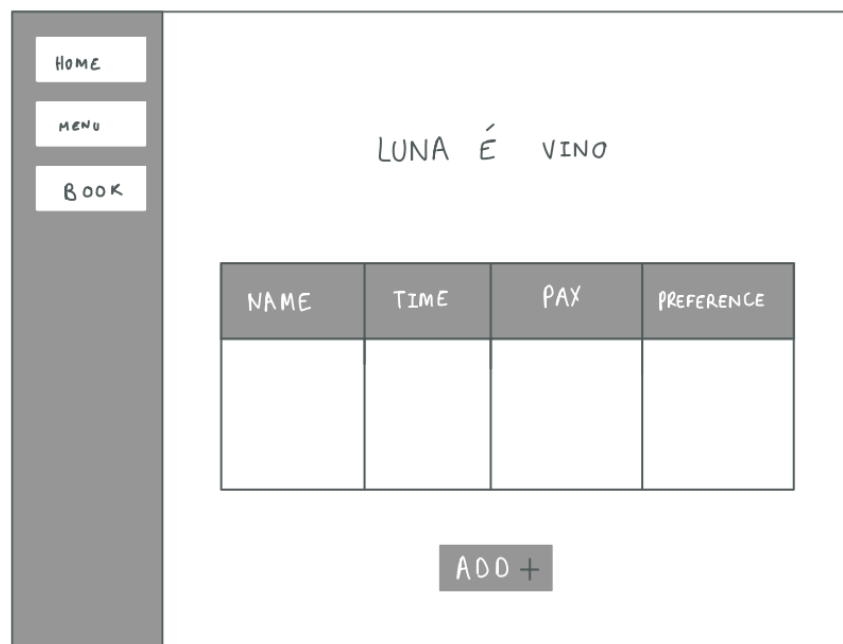 HOME
MENU
BOOK
LUNA É VINO
NAME TIME PAX PREFERENCE
ADD +